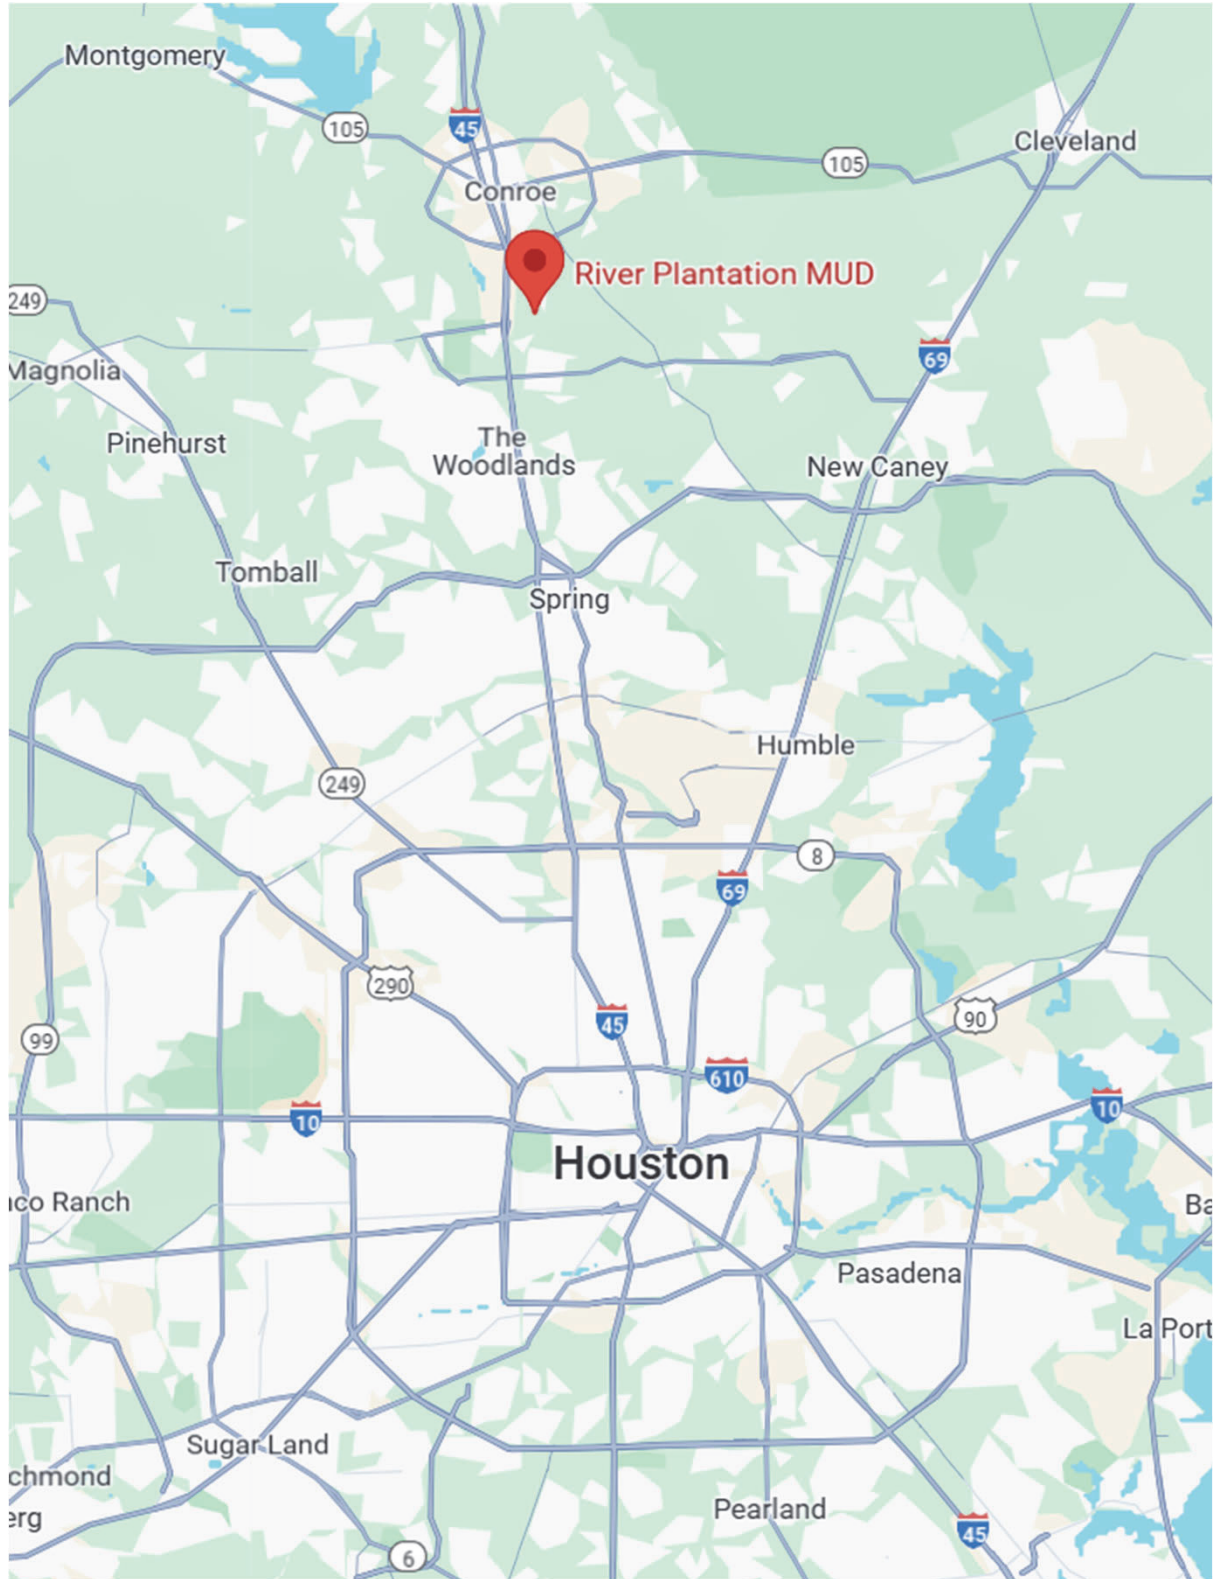 Montgomery
45
105
Cleveland
105
Conroe
River Plantation MUD
249
69
Magnolia
Pinehurst
The
Woodlands
New Caney
Tomball
Spring
Humble
249
8
69
290
45
90
99
610
10
10
Houston
aco Ranch
Ba
Pasadena
La Port
Sugar Land
chmond
Pearland
erg
45
6